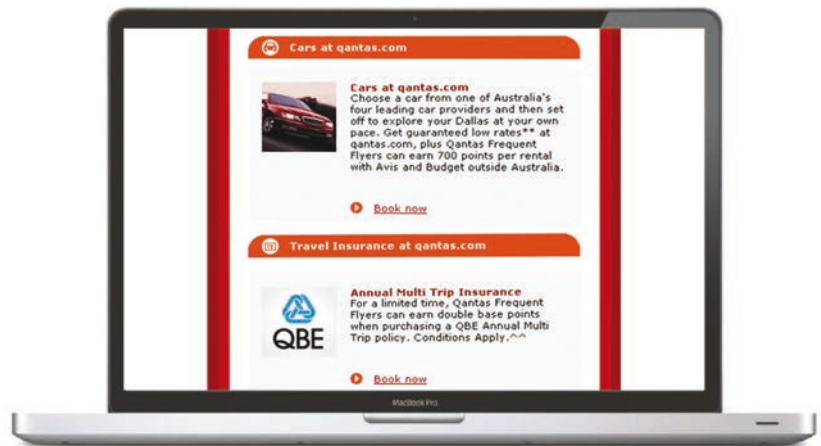 Cars at qantas.com
Cars at qantas.com
Choose a car from one of Australia's
four leading car providers and then set
off to explore your Dallas at your own
pace. Get guaranteed low rates** at
qantas.com, plus Qantas Frequent
Flyers can earn 700 points per rental
with Avis and Budget outside Australia.
Book now
Travel Insurance at qantas.com
Annual Multi Trip Insurance
For a limited time, Qantas Frequent
Flyers can earn double base points
when purchasing a QBE Annual Multi
Trip policy. Conditions Apply.^^
QBE
Book now
MacBook Pro